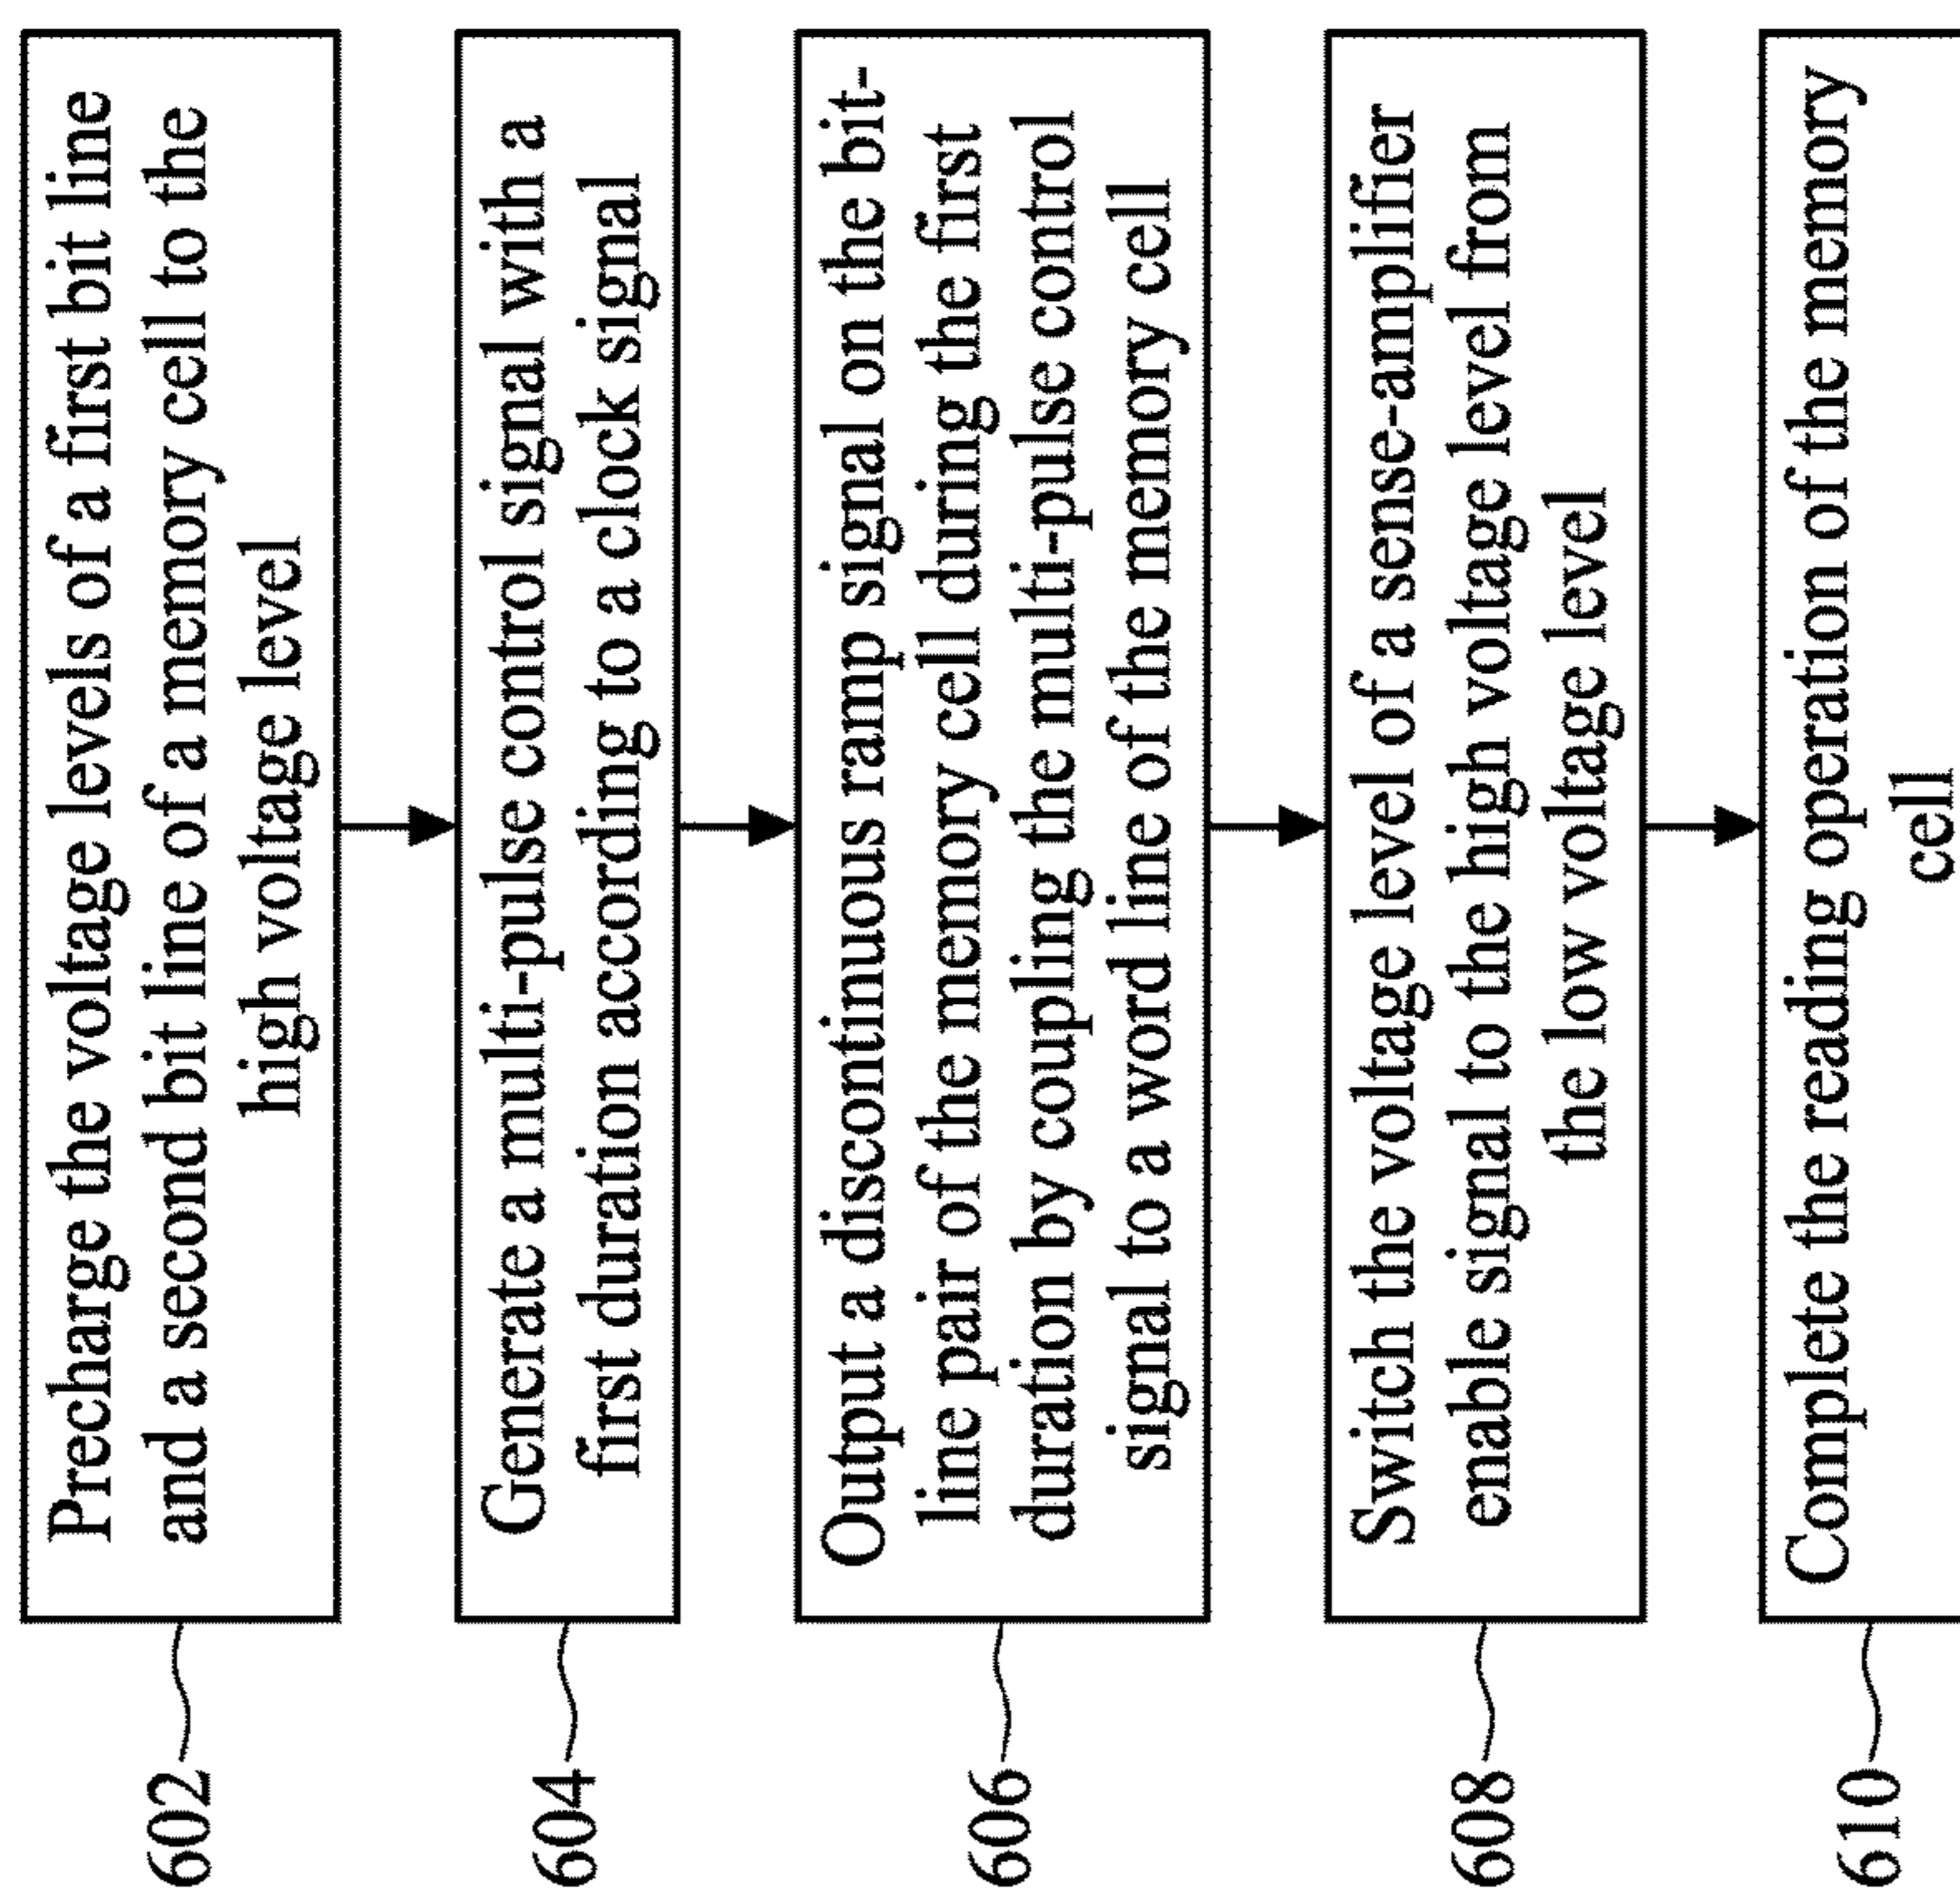 602
Precharge the voltage levels of a first bit line
and a second bit line of a memory cell to the
high voltage level
604
Generate a multi-pulse control signal with a
first duration according to a clock signal
606
Output a discontinuous ramp signal on the bit-
line pair of the memory cell during the first
duration by coupling the multi-pulse control
signal to a word line of the memory cell
608
Switch the voltage level of a sense-amplifier
enable signal to the high voltage level from
the low voltage level
610
Complete the reading operation of the memory
cell